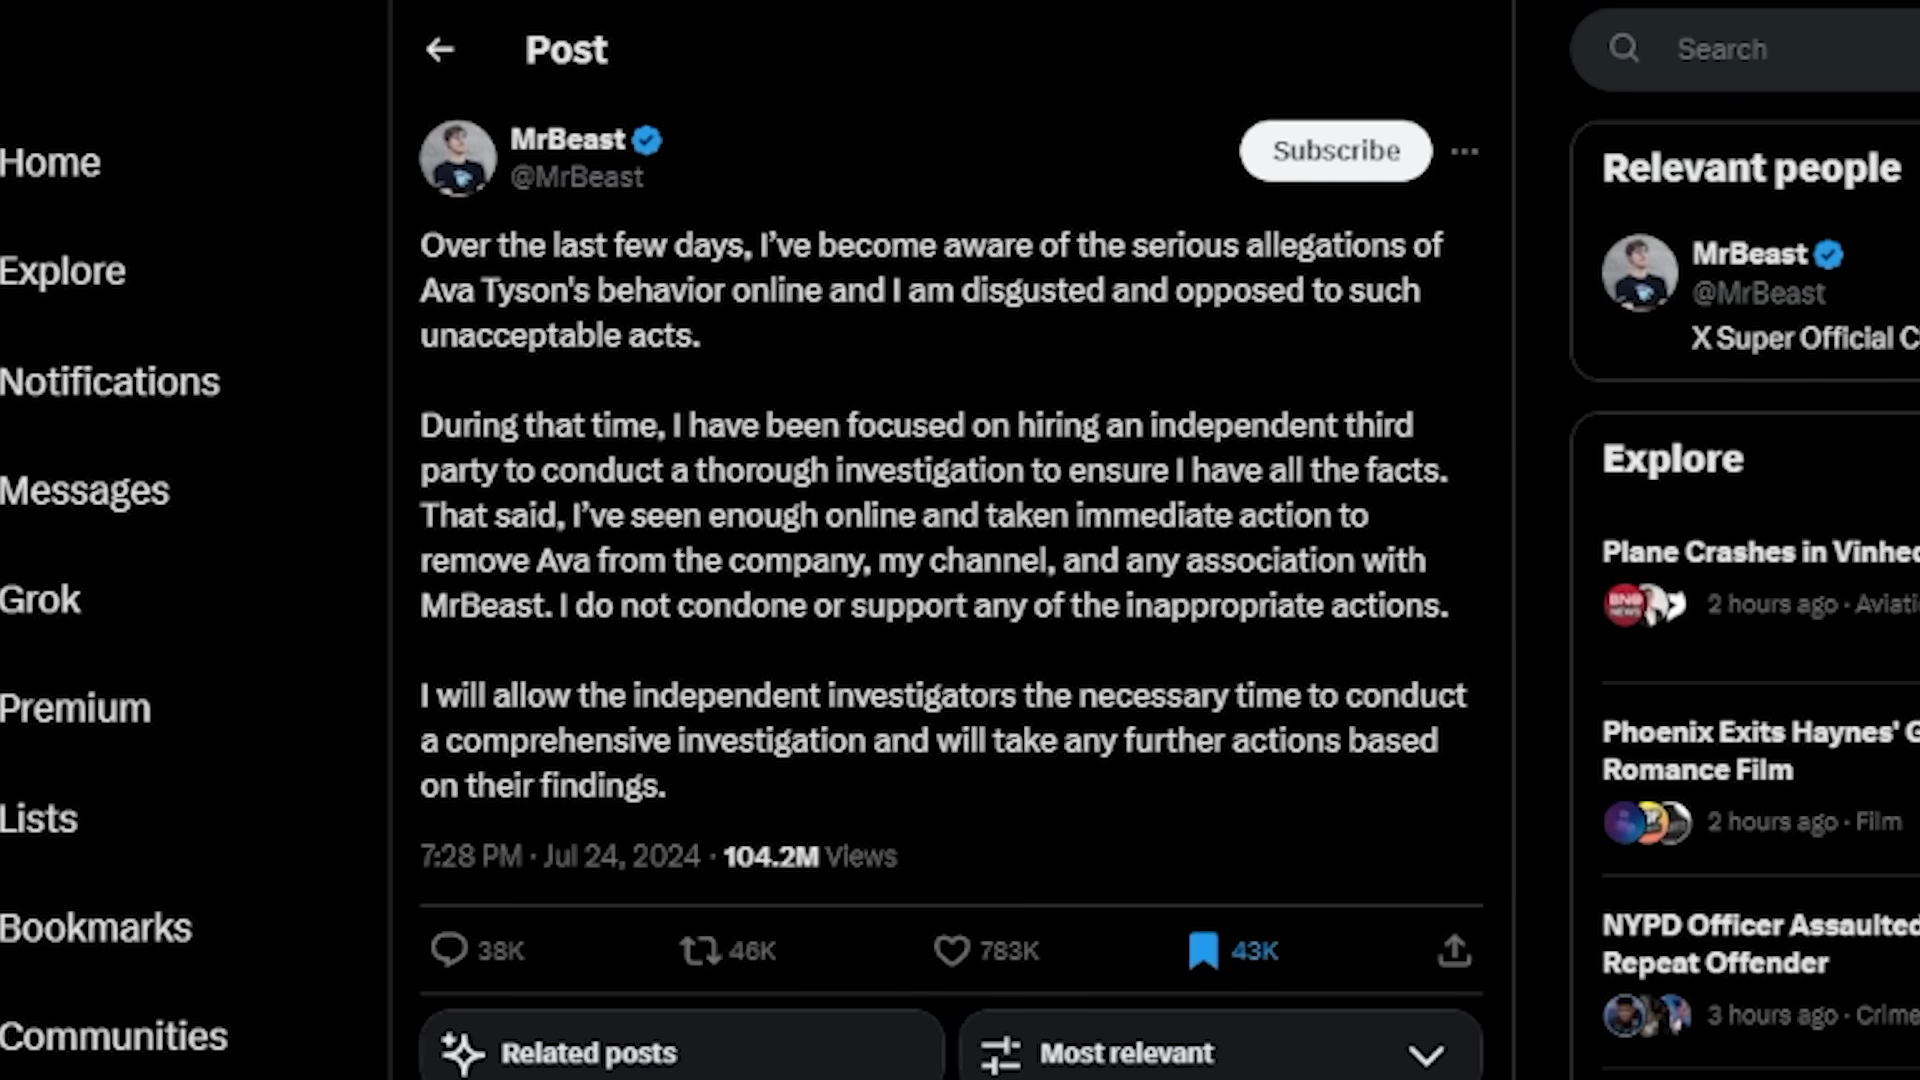 Home
Explore
Notifications
Messages
Grok
Premium
Lists
Bookmarks
Communities
Post
MrBeast
@MrBeast
Subscribe
Over the last few days, I’ve become aware of the serious allegations of
Ava Tyson's behavior online and I am disgusted and opposed to such
unacceptable acts.
During that time, I have been focused on hiring an independent third
party to conduct a thorough investigation to ensure I have all the facts.
That said, I’ve seen enough online and taken immediate action to
remove Ava from the company, my channel, and any association with
MrBeast. I do not condone or support any of the inappropriate actions.
I will allow the independent investigators the necessary time to conduct
a comprehensive investigation and will take any further actions based
on their findings.
7:28 PM · Jul 24, 2024 · 104.2M Views
38K 46K 783K 43K
Related posts
Most relevant
Search
Relevant people
MrBeast
@MrBeast
X Super Official C
Explore
Plane Crashes in Vinhed
BNO
NEWS
2 hours ago · Aviati
Phoenix Exits Haynes' G
Romance Film
2 hours ago · Film
NYPD Officer Assaulted
Repeat Offender
3 hours ago · Crime